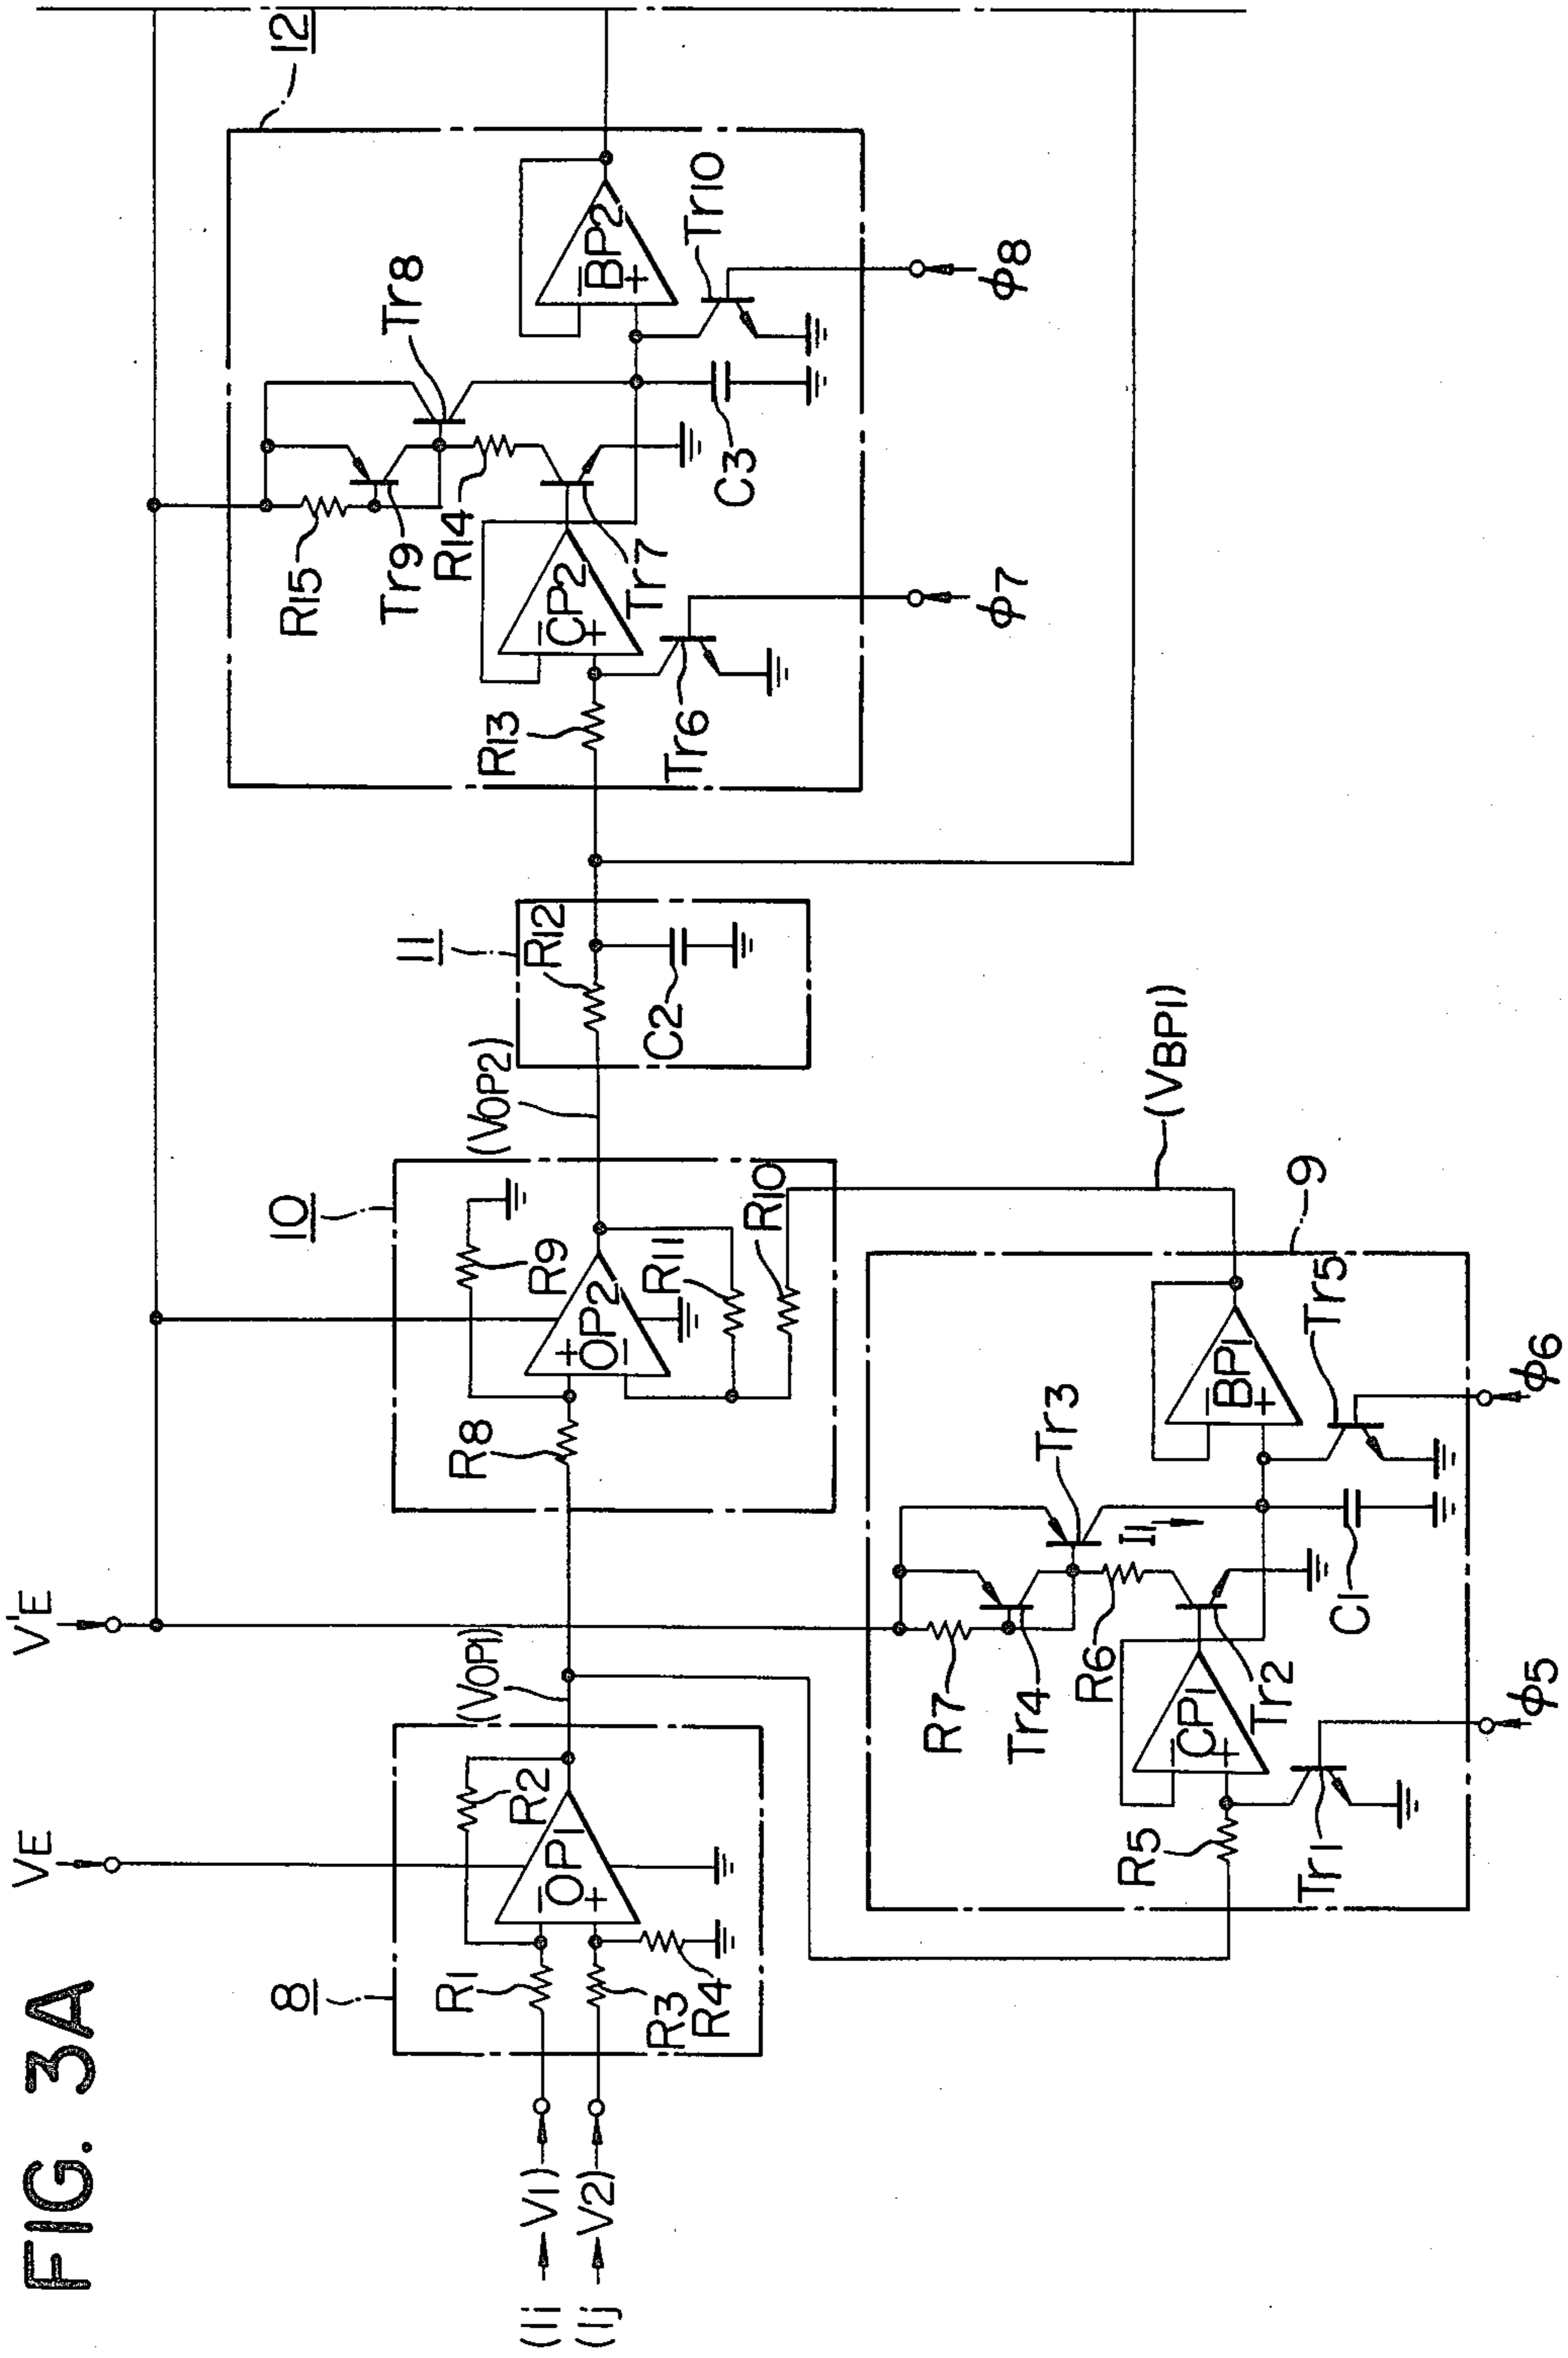 FIG. 3A
(Ii → V1)
(Ij → V2)
8
R1
R2
R3
R4
OP1
−
+
VE
(VOP1)
V'E
10
R8
R9
R10
R11
OP2
+
−
(VOP2)
11
R12
C2
12
R13
R14
R15
Tr6
Tr7
Tr8
Tr9
Tr10
CP2
−
+
BP2
−
+
C3
φ7
φ8
9
R5
R6
R7
Tr1
Tr2
Tr3
Tr4
Tr5
CP1
−
+
BP1
−
+
I1
C1
φ5
φ6
(VBP1)